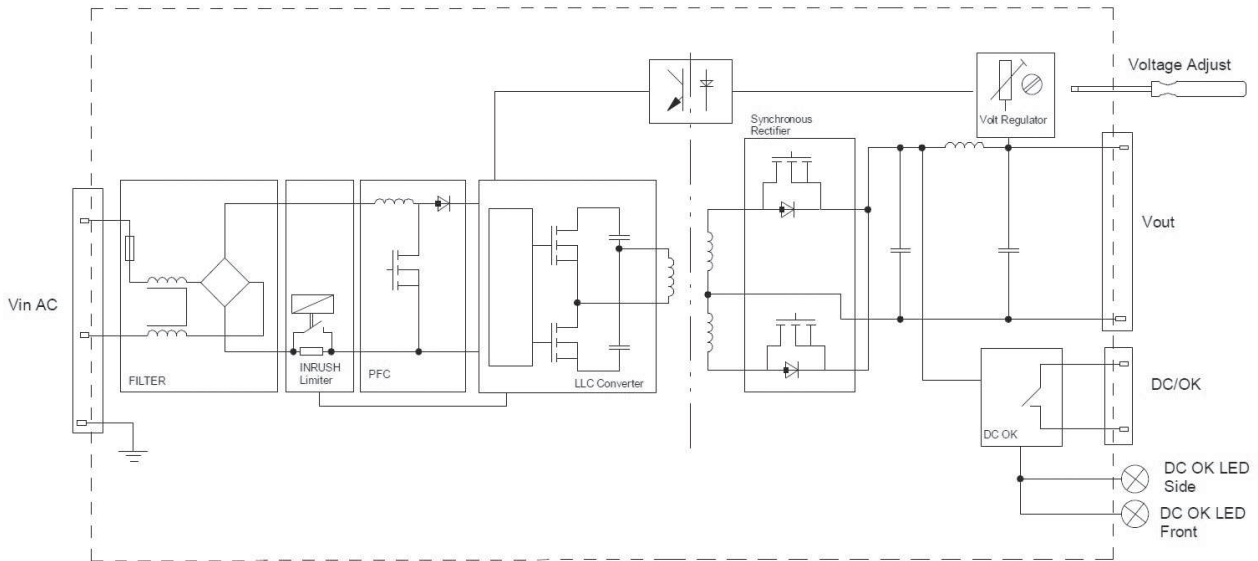 Voltage Adjust
Volt Regulator
Synchronous
Rectifier
Vout
Vin AC
FILTER
INRUSH
Limiter
PFC
LLC Converter
DC/OK
DC OK
DC OK LED
Side
DC OK LED
Front